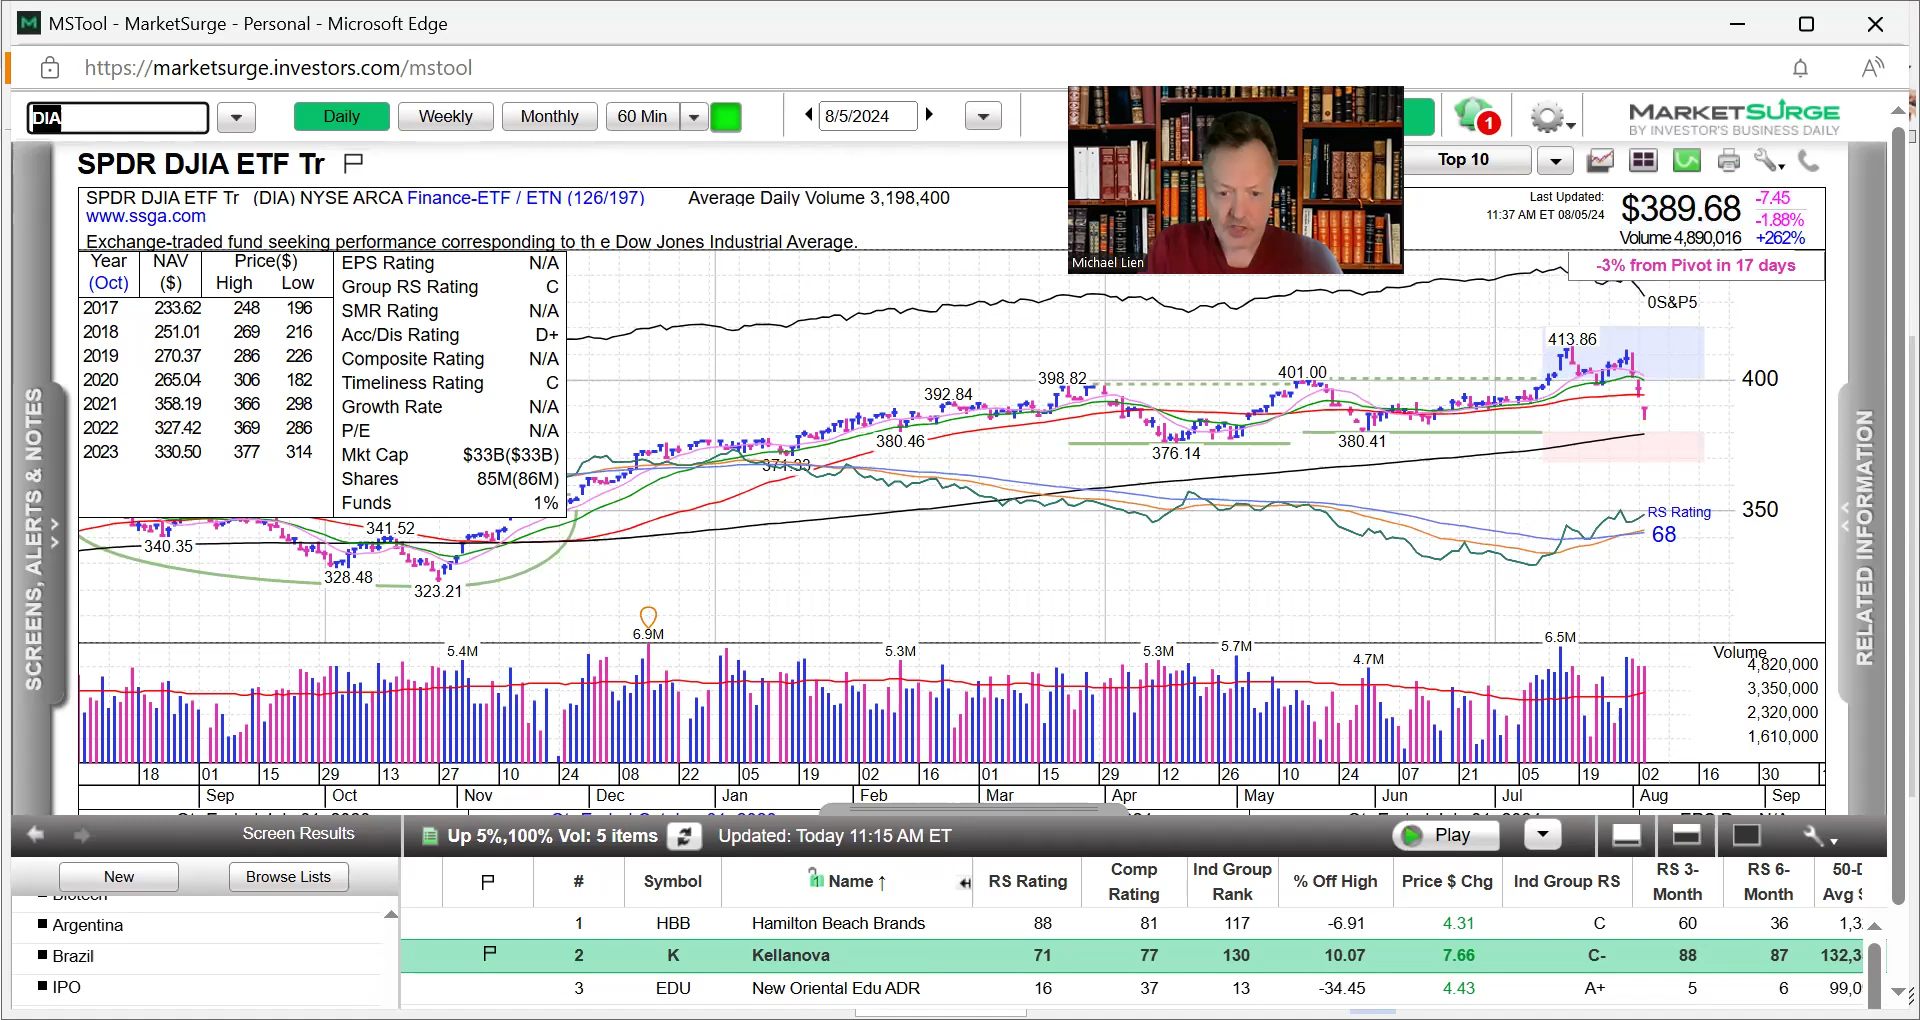 MSTool - MarketSurge - Personal - Microsoft Edge
https://marketsurge.investors.com/mstool
DIA
Daily
Weekly
Monthly
60 Min
8/5/2024
1
MARKETSURGE
BY INVESTOR'S BUSINESS DAILY
SPDR DJIA ETF Tr
Top 10
SPDR DJIA ETF Tr (DIA) NYSE ARCA Finance-ETF / ETN (126/197) Average Daily Volume 3,198,400
www.ssga.com
Exchange-traded fund seeking performance corresponding to th e Dow Jones Industrial Average.
Last Updated:
11:37 AM ET 08/05/24
$389.68
-7.45
-1.88%
Volume 4,890,016 +262%
Michael Lien
-3% from Pivot in 17 days
Year NAV Price($)
(Oct) ($) High Low
2017 233.62 248 196
2018 251.01 269 216
2019 270.37 286 226
2020 265.04 306 182
2021 358.19 366 298
2022 327.42 369 286
2023 330.50 377 314
EPS Rating N/A
Group RS Rating C
SMR Rating N/A
Acc/Dis Rating D+
Composite Rating N/A
Timeliness Rating C
Growth Rate N/A
P/E N/A
Mkt Cap $33B($33B)
Shares 85M(86M)
Funds 1%
0S&P5
413.86
401.00
398.82
392.84
380.46
380.41
376.14
371.33
400
350
RS Rating
68
341.52
340.35
328.48
323.21
6.9M
5.4M
5.3M
5.3M
5.7M
4.7M
6.5M
Volume
4,820,000
3,350,000
2,320,000
1,610,000
18 01 15 29 13 27 10 24 08 22 05 19 02 16 01 15 29 12 26 10 24 07 21 05 19 02 16 30
Sep Oct Nov Dec Jan Feb Mar Apr May Jun Jul Aug Sep
SCREENS, ALERTS & NOTES
RELATED INFORMATION
Screen Results
Up 5%,100% Vol: 5 items
Updated: Today 11:15 AM ET
Play
New
Browse Lists
Biotech
Argentina
Brazil
IPO
# Symbol Name ↑ RS Rating Comp Rating Ind Group Rank % Off High Price $ Chg Ind Group RS RS 3-Month RS 6-Month 50-D Avg $
1 HBB Hamilton Beach Brands 88 81 117 -6.91 4.31 C 60 36 1,3
2 K Kellanova 71 77 130 10.07 7.66 C- 88 87 132,3
3 EDU New Oriental Edu ADR 16 37 13 -34.45 4.43 A+ 5 6 99,0